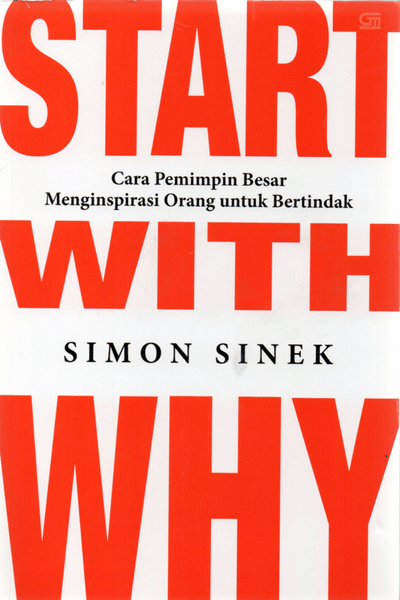 START
Cara Pemimpin Besar
Menginspirasi Orang untuk Bertindak
WITH
SIMON SINEK
WHY